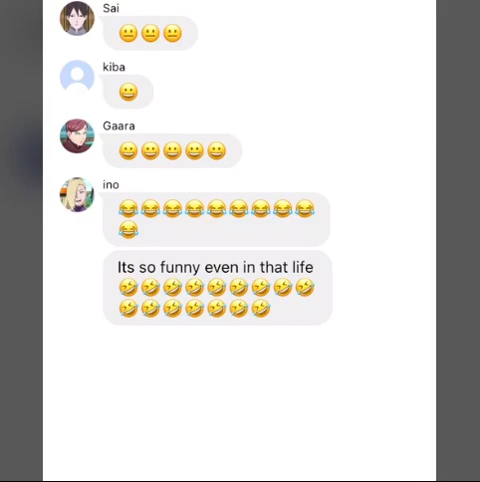 Sai
😐😐😐
kiba
😀
Gaara
😀😀😀😀😀
ino
😂😂😂😂😂😂😂😂😂
😂
Its so funny even in that life
🤣🤣🤣🤣🤣🤣🤣🤣🤣
🤣🤣🤣🤣🤣🤣🤣